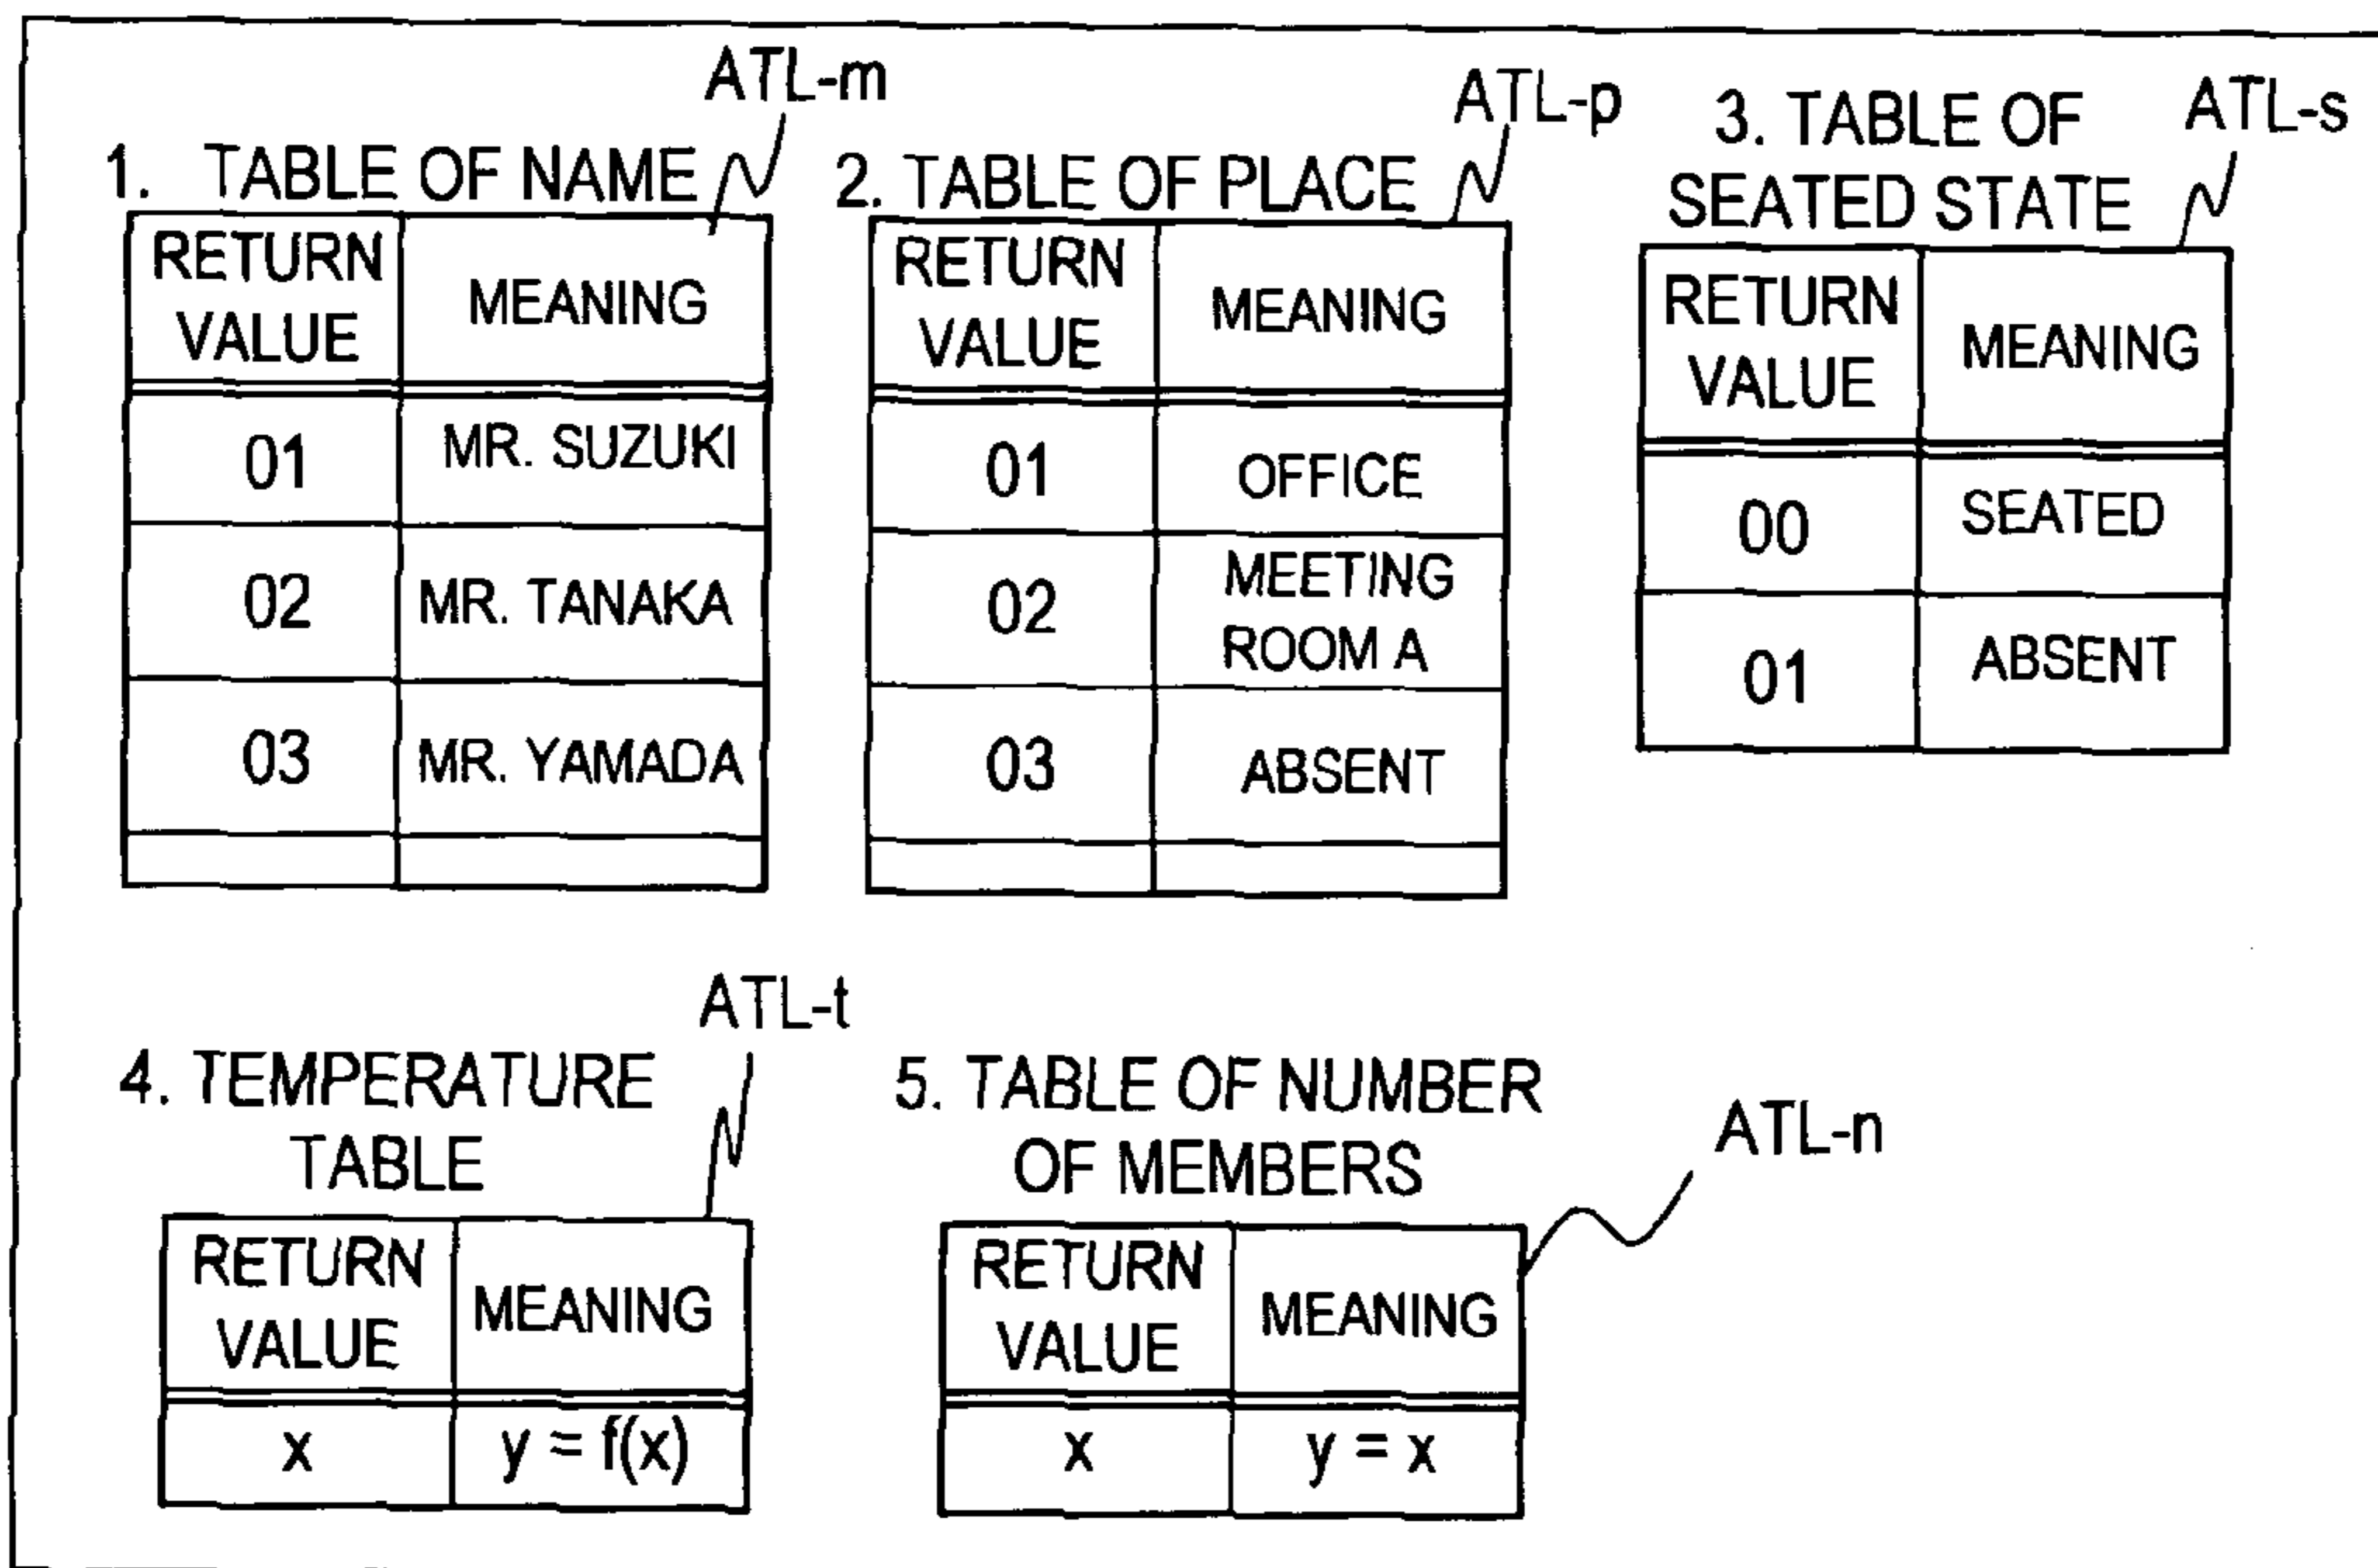 ATL-m
1. TABLE OF NAME
RETURN VALUE MEANING
01 MR. SUZUKI
02 MR. TANAKA
03 MR. YAMADA
ATL-p
2. TABLE OF PLACE
RETURN VALUE MEANING
01 OFFICE
02 MEETING ROOM A
03 ABSENT
ATL-s
3. TABLE OF
SEATED STATE
RETURN VALUE MEANING
00 SEATED
01 ABSENT
ATL-t
4. TEMPERATURE
TABLE
RETURN VALUE MEANING
x y = f(x)
ATL-n
5. TABLE OF NUMBER
OF MEMBERS
RETURN VALUE MEANING
x y = x